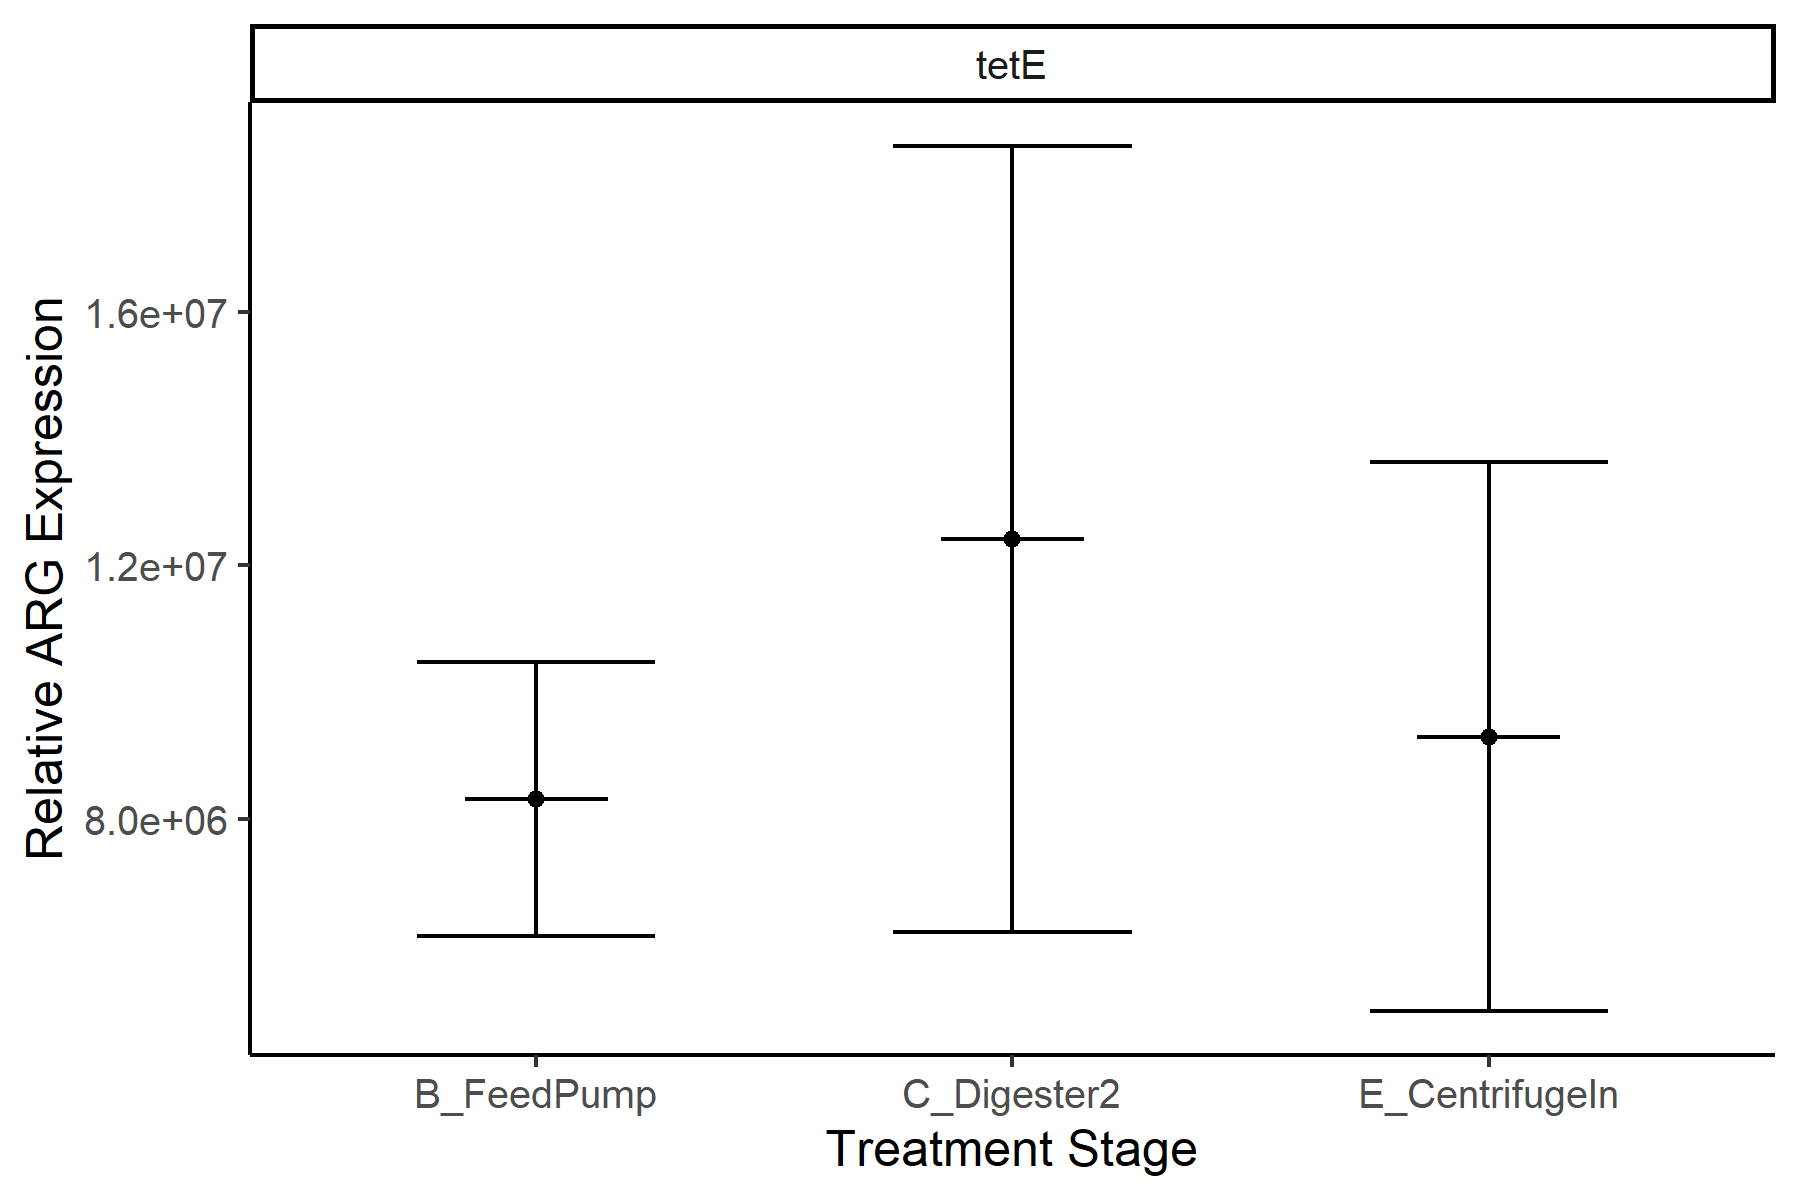 tetE
Relative ARG Expression
1.6e+07
1.2e+07
8.0e+06
B_FeedPump
C_Digester2
E_CentrifugeIn
Treatment Stage